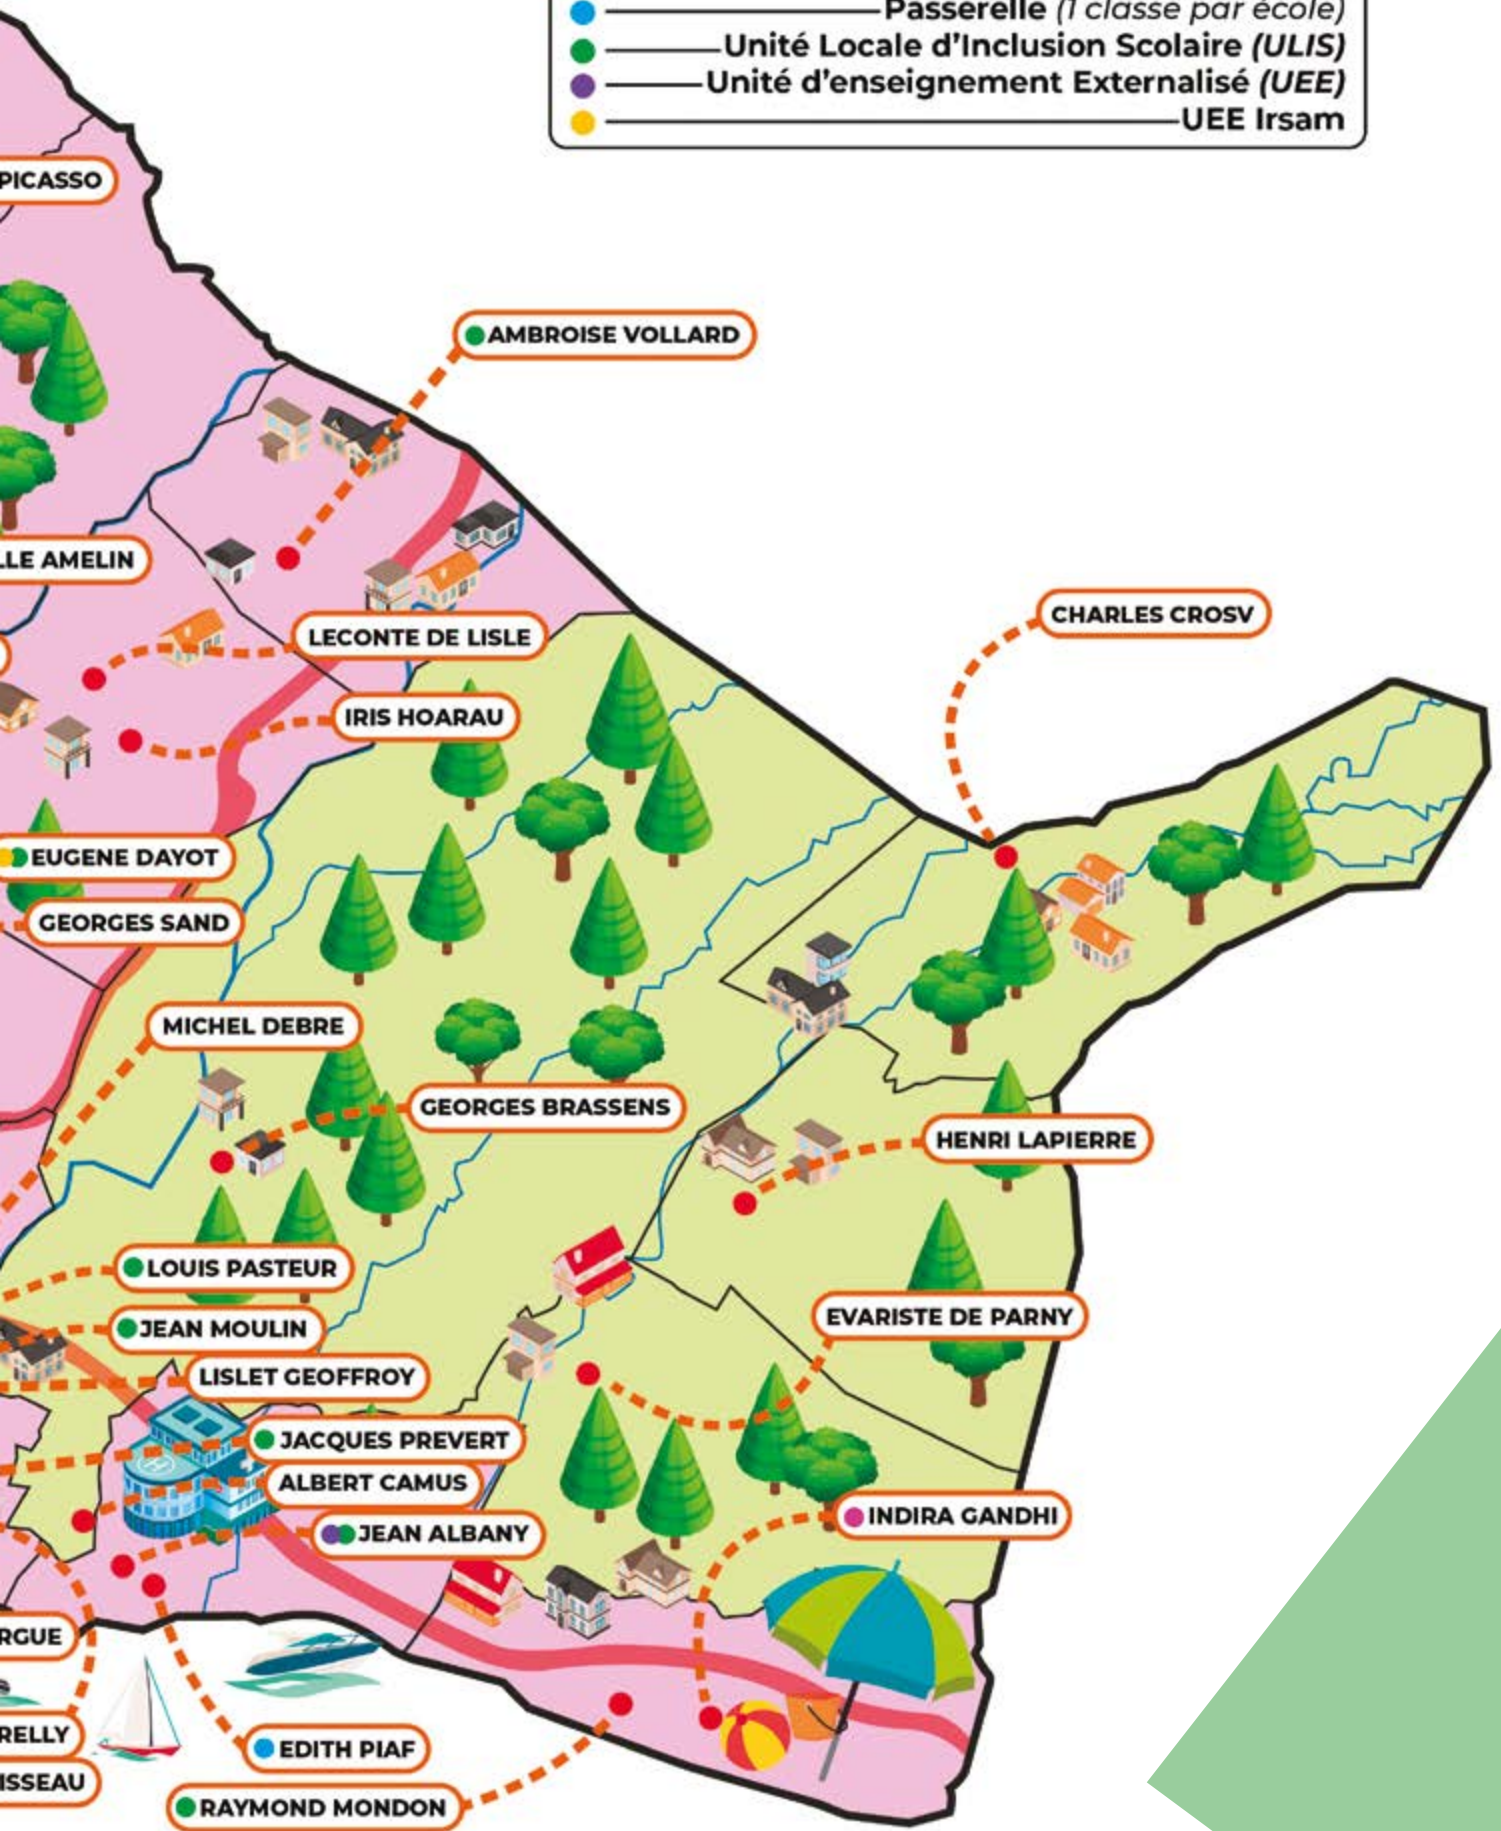 Passerelle (1 classe par école)
Unité Locale d'Inclusion Scolaire (ULIS)
Unité d'enseignement Externalisé (UEE)
UEE Irsam
PICASSO
AMBROISE VOLLARD
LLE AMELIN
CHARLES CROSV
LECONTE DE LISLE
IRIS HOARAU
EUGENE DAYOT
GEORGES SAND
MICHEL DEBRE
GEORGES BRASSENS
HENRI LAPIERRE
LOUIS PASTEUR
EVARISTE DE PARNY
JEAN MOULIN
LISLET GEOFFROY
JACQUES PREVERT
ALBERT CAMUS
INDIRA GANDHI
JEAN ALBANY
RGUE
RELLY
EDITH PIAF
ISSEAU
RAYMOND MONDON
H